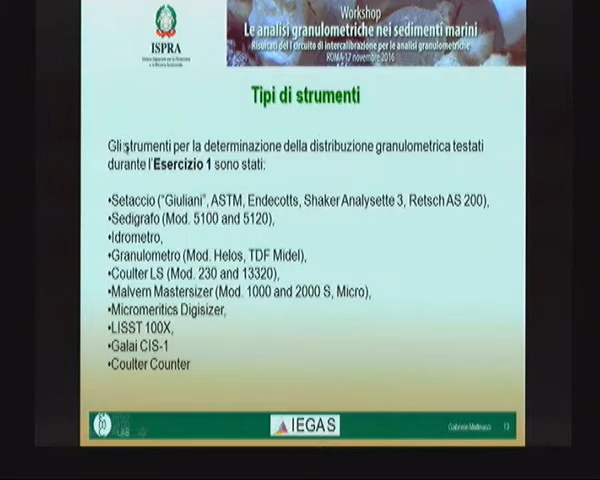 Workshop
Le analisi granulometriche nei sedimenti marini
Risultati del I circuito di intercalibrazione per le analisi granulometriche
ROMA 17 novembre 2016
ISPRA
Tipi di strumenti
Gli strumenti per la determinazione della distribuzione granulometrica testati
durante l'Esercizio 1 sono stati:
•Setaccio ("Giuliani", ASTM, Endecotts, Shaker Analysette 3, Retsch AS 200),
•Sedigrafo (Mod. 5100 and 5120),
•Idrometro,
•Granulometro (Mod. Helos, TDF Midel),
•Coulter LS (Mod. 230 and 13320),
•Malvern Mastersizer (Mod. 1000 and 2000 S, Micro),
•Micromeritics Digisizer,
•LISST 100X,
•Galai CIS-1
•Coulter Counter
IEGAS
13